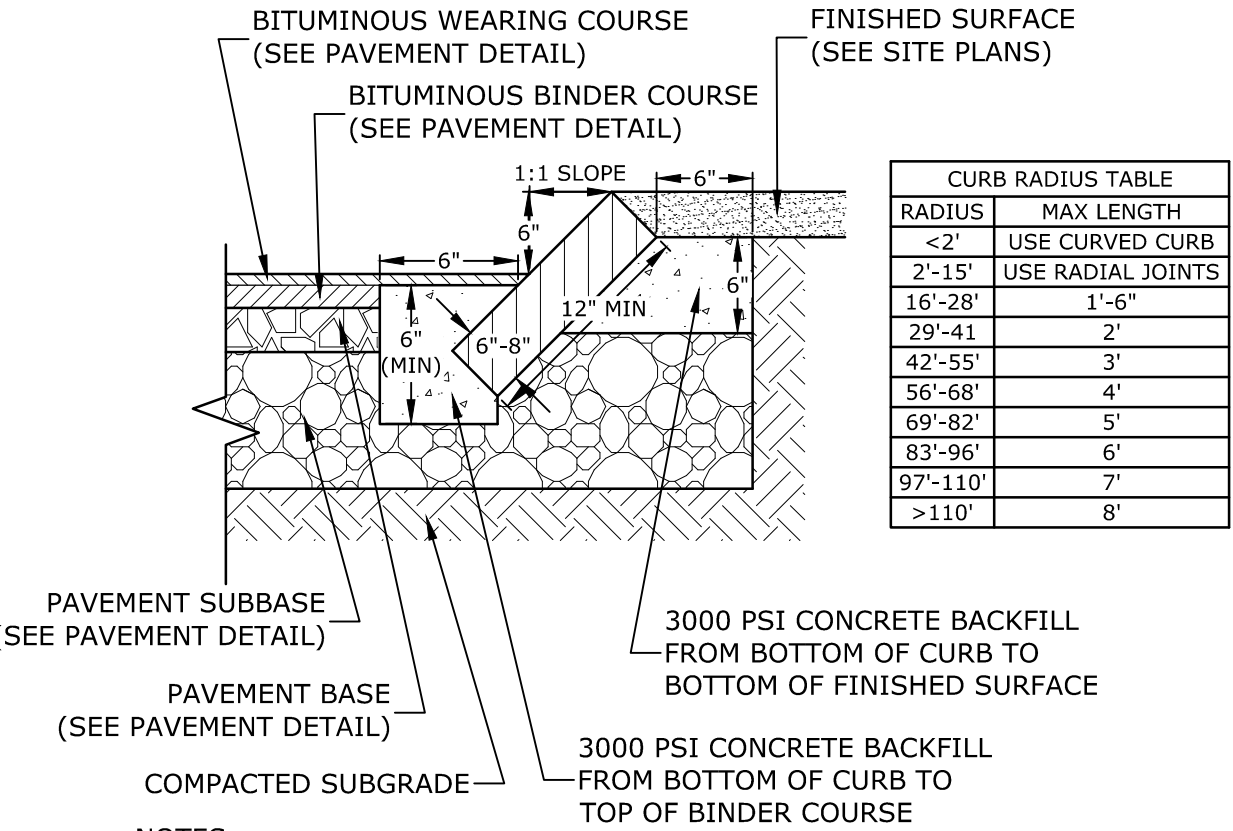 BITUMINOUS WEARING COURSE
(SEE PAVEMENT DETAIL)
FINISHED SURFACE
(SEE SITE PLANS)
BITUMINOUS BINDER COURSE
(SEE PAVEMENT DETAIL)
1:1 SLOPE
6"
6"
6"
6"
12" MIN
6"
(MIN)
6"-8"
CURB RADIUS TABLE
RADIUS MAX LENGTH
<2' USE CURVED CURB
2'-15' USE RADIAL JOINTS
16'-28' 1'-6"
29'-41 2'
42'-55' 3'
56'-68' 4'
69'-82' 5'
83'-96' 6'
97'-110' 7'
>110' 8'
PAVEMENT SUBBASE
(SEE PAVEMENT DETAIL)
PAVEMENT BASE
(SEE PAVEMENT DETAIL)
COMPACTED SUBGRADE
3000 PSI CONCRETE BACKFILL
FROM BOTTOM OF CURB TO
BOTTOM OF FINISHED SURFACE
3000 PSI CONCRETE BACKFILL
FROM BOTTOM OF CURB TO
TOP OF BINDER COURSE